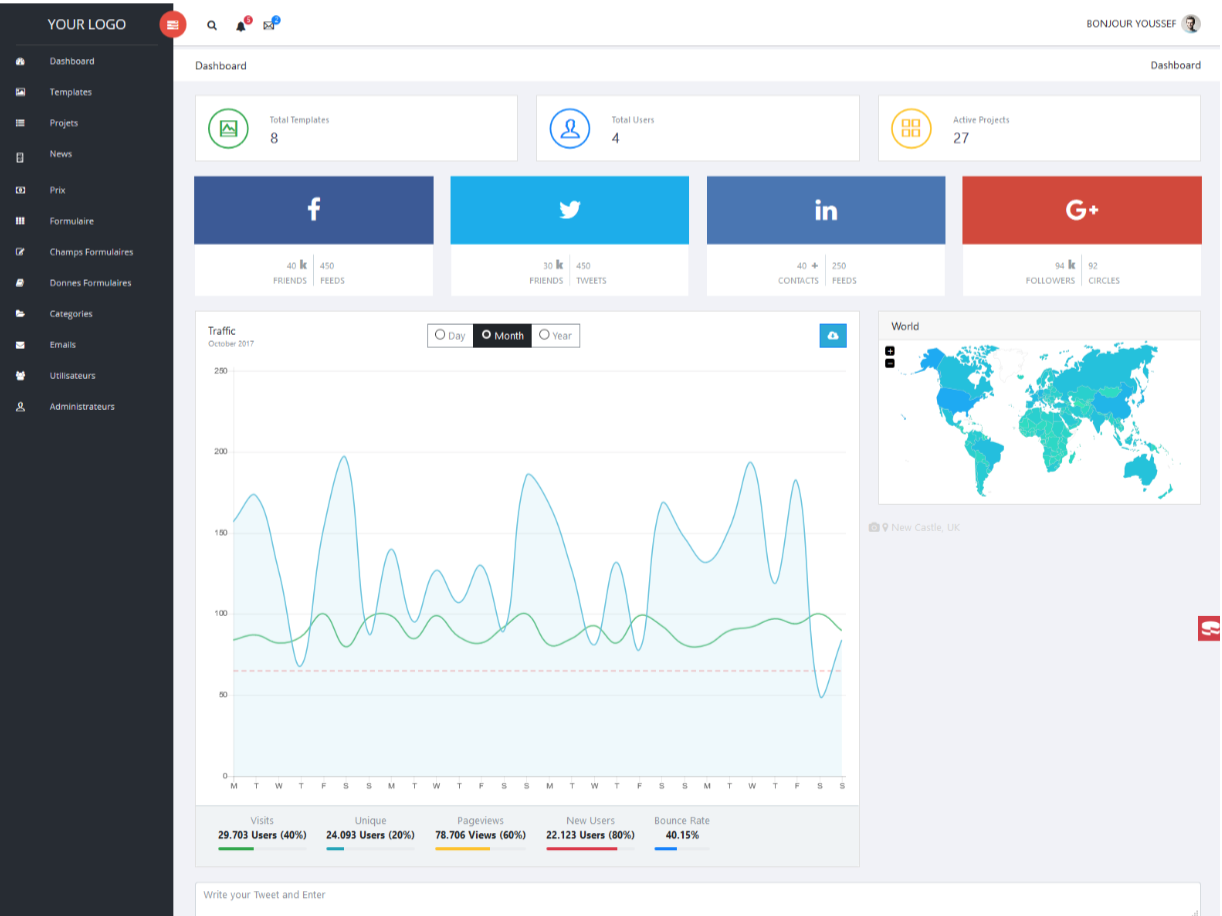 YOUR LOGO
5
2
BONJOUR YOUSSEF
Dashboard
Templates
Projets
News
Prix
Formulaire
Champs Formulaires
Donnes Formulaires
Categories
Emails
Utilisateurs
Administrateurs
Dashboard
Dashboard
Total Templates
8
Total Users
4
Active Projects
27
f
in
G+
40 k
FRIENDS
450
FEEDS
30 k
FRIENDS
450
TWEETS
40 +
CONTACTS
250
FEEDS
94 k
FOLLOWERS
92
CIRCLES
Traffic
October 2017
Day
Month
Year
250
200
150
100
50
0
M T W T F S S M T W T F S S M T W T F S S M T W T F S S
World
+
−
New Castle, UK
Visits
29.703 Users (40%)
Unique
24.093 Users (20%)
Pageviews
78.706 Views (60%)
New Users
22.123 Users (80%)
Bounce Rate
40.15%
Write your Tweet and Enter